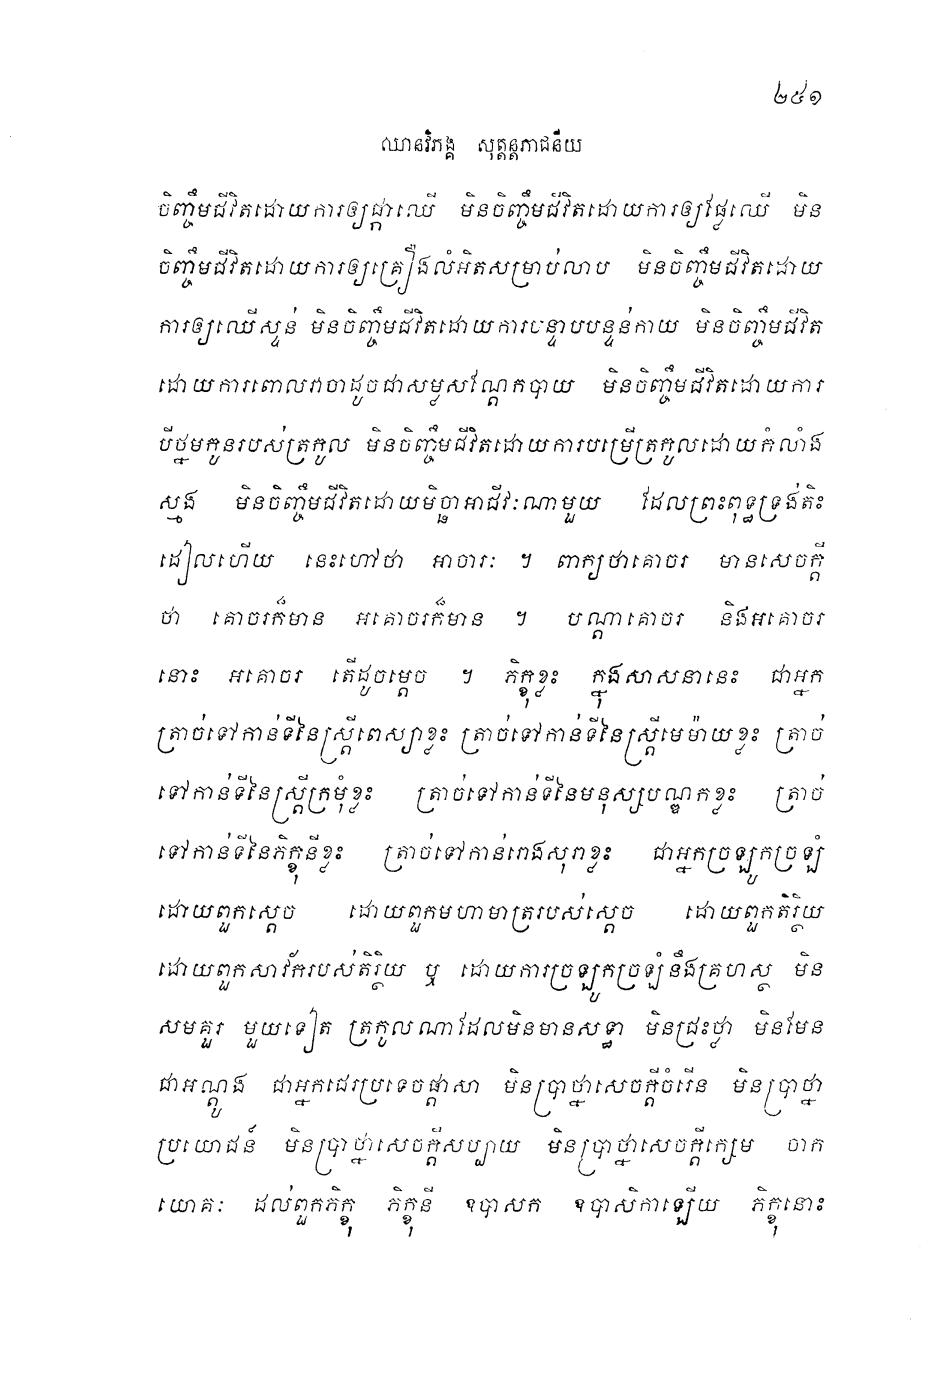 ២៥១
ឈានវិភង្គ សុត្តន្តភាជនីយ
ចិញ្ចឹមជីវិតដោយការឲ្យផ្កាឈើ មិនចិញ្ចឹមជីវិតដោយការឲ្យផ្លែឈើ មិន
ចិញ្ចឹមជីវិតដោយការឲ្យគ្រឿងលំអិតសម្រាប់លាប មិនចិញ្ចឹមជីវិតដោយ
ការឲ្យឈើស្ទន់ មិនចិញ្ចឹមជីវិតដោយការបន្ទាបបន្ទន់កាយ មិនចិញ្ចឹមជីវិត
ដោយការពោលវាចាដូចជាសម្លសណ្តែកបាយ មិនចិញ្ចឹមជីវិតដោយការ
បីថ្នមកូនរបស់ត្រកូល មិនចិញ្ចឹមជីវិតដោយការបម្រើត្រកូលដោយកំលាំង
ស្មង មិនចិញ្ចឹមជីវិតដោយមិច្ឆាអាជីវៈណាមួយ ដែលព្រះពុទ្ធទ្រង់តិះ
ដៀលហើយ នេះហៅថា អាចារៈ ។ ពាក្យថាគោចរ មានសេចក្តី
ថា គោចរក៏មាន អគោចរក៏មាន ។ បណ្តាគោចរ និងអគោចរ
នោះ អគោចរ តើដូចម្តេច ។ ភិក្ខុខ្លះ ក្នុងសាសនានេះ ជាអ្នក
ត្រាច់ទៅកាន់ទីនៃស្ត្រីពេស្យាខ្លះ ត្រាច់ទៅកាន់ទីនៃស្ត្រីមេម៉ាយខ្លះ ត្រាច់
ទៅកាន់ទីនៃស្ត្រីក្រមុំខ្លះ ត្រាច់ទៅកាន់ទីនៃមនុស្សបណ្ឌកខ្លះ ត្រាច់
ទៅកាន់ទីនៃភិក្ខុនីខ្លះ ត្រាច់ទៅកាន់រោងសុរាខ្លះ ជាអ្នកច្រឡូកច្រឡំ
ដោយពួកស្តេច ដោយពួកមហាមាត្ររបស់ស្តេច ដោយពួកតិរ្ថិយ
ដោយពួកសាវ័ករបស់តិរ្ថិយ ឬ ដោយការច្រឡូកច្រឡំនឹងគ្រហស្ថ មិន
សមគួរ មួយទៀត ត្រកូលណាដែលមិនមានសទ្ធា មិនជ្រះថ្លា មិនមែន
ជាអណ្តូង ជាអ្នកជេរប្រទេចផ្តាសា មិនប្រាថ្នាសេចក្តីចំរើន មិនប្រាថ្នា
ប្រយោជន៍ មិនប្រាថ្នាសេចក្តីសប្បាយ មិនប្រាថ្នាសេចក្តីក្សេម ចាក
យោគៈ ដល់ពួកភិក្ខុ ភិក្ខុនី ឧបាសក ឧបាសិកាឡើយ ភិក្ខុនោះ